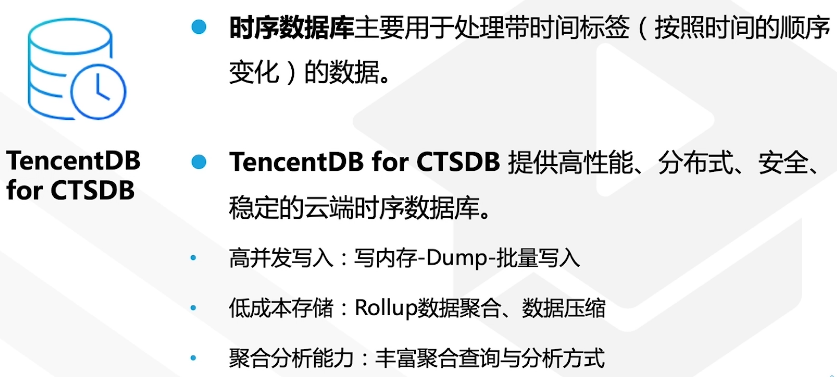 时序数据库主要用于处理带时间标签（按照时间的顺序
变化）的数据。
TencentDB
for CTSDB
TencentDB for CTSDB 提供高性能、分布式、安全、
稳定的云端时序数据库。
高并发写入：写内存-Dump-批量写入
低成本存储：Rollup数据聚合、数据压缩
聚合分析能力：丰富聚合查询与分析方式